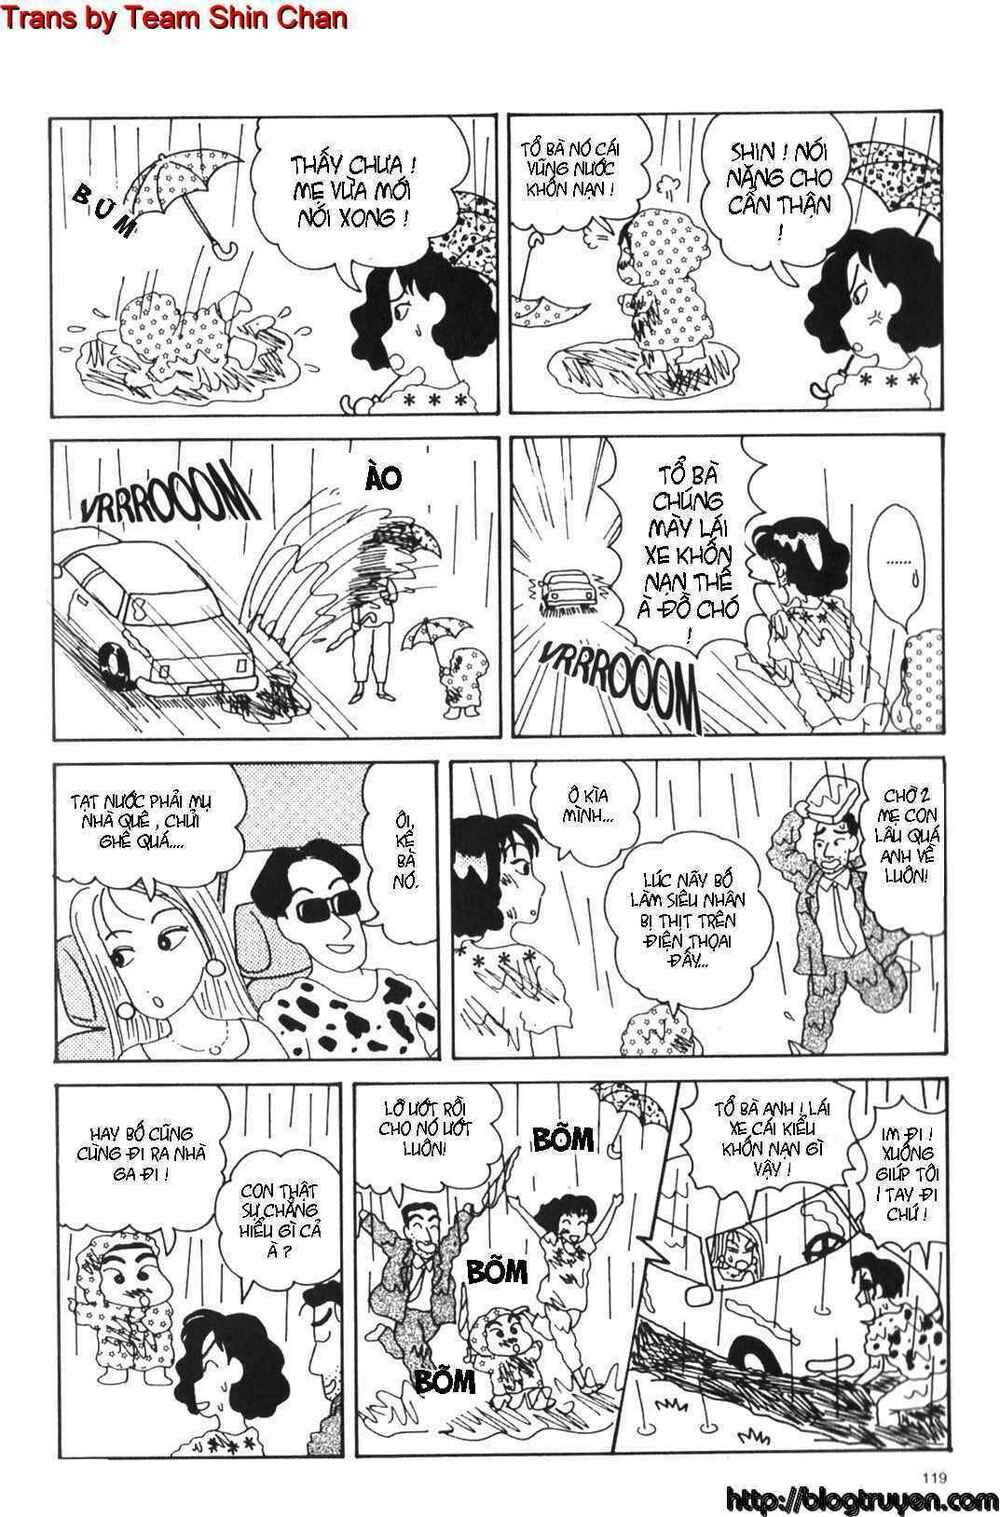 Trans by Team Shin Chan
THẤY CHƯA !
MẸ VỪA MỚI
NÓI XONG !
BÙM
TỔ BÀ NÓ CÁI
VŨNG NƯỚC
KHỐN NẠN !
SHIN ! NÓI
NĂNG CHO
CẨN THẬN
!
VRRROOOM
ÀO
TỔ BÀ
CHÚNG
MÀY LÁI
XE KHỐN
NẠN THẾ
À ĐỒ CHÓ
!
......
VRRROOOM
TẠT NƯỚC PHẢI MỤ
NHÀ QUÊ , CHỬI
GHÊ QUÁ....
ÔI,
KỆ
BÀ
NÓ.
Ô KÌA
MÌNH...
LÚC NÃY BỐ
LÀM SIÊU NHÂN
BỊ THỊT TRÊN
ĐIỆN THOẠI
ĐẤY...
CHỜ 2
MẸ CON
LÂU QUÁ
ANH VỀ
LUÔN!
HAY BỐ CŨNG
CÙNG ĐI RA NHÀ
GA ĐI !
CON THẬT
SỰ CHẲNG
HIỂU GÌ CẢ
À ?
LỠ ƯỚT RỒI
CHO NÓ ƯỚT
LUÔN!
BÕM
BÕM
BÕM
TỔ BÀ ANH ! LÁI
XE CÁI KIỂU
KHỐN NẠN GÌ
VẬY !
IM ĐI !
XUỐNG
GIÚP TÔI
1 TAY ĐI
CHỨ !
119
http://blogtruyen.com